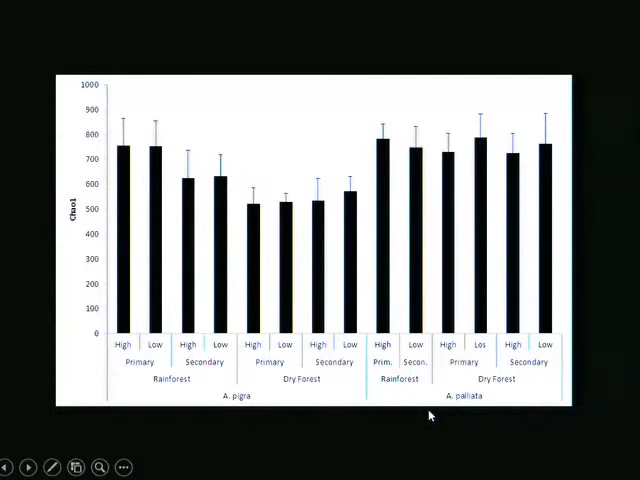 1000
900
800
700
600
500
400
300
200
100
0
Chao1
High Low High Low High Low High Low High Low High Los High Low
Primary Secondary Primary Secondary Prim. Secon. Primary Secondary
Rainforest Dry Forest Rainforest Dry Forest
A. pigra A. palliata